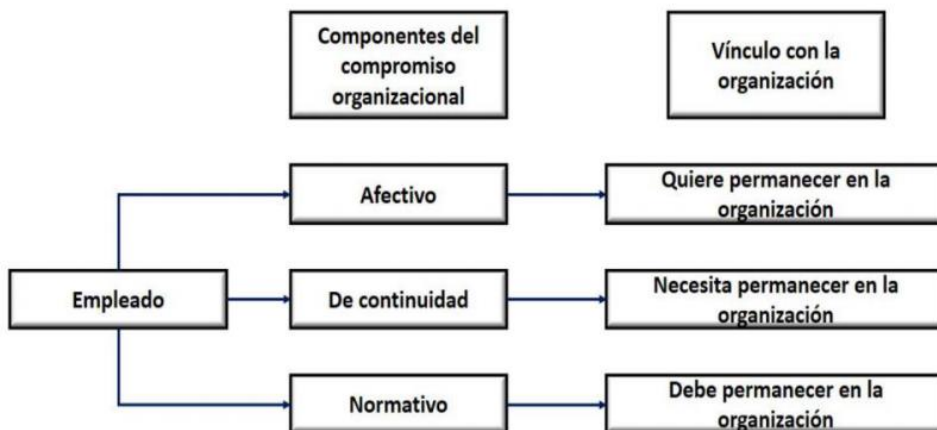 Componentes del
compromiso
organizacional
Vínculo con la
organización
Afectivo
Quiere permanecer en la
organización
Empleado
De continuidad
Necesita permanecer en la
organización
Normativo
Debe permanecer en la
organización